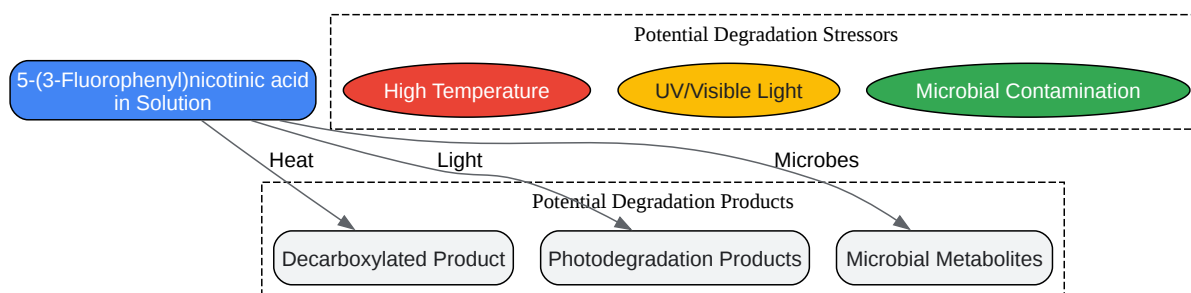 Potential Degradation Stressors
5-(3-Fluorophenyl)nicotinic acid
in Solution
High Temperature
UV/Visible Light
Microbial Contamination
Heat
Light
Microbes
Potential Degradation Products
Decarboxylated Product
Photodegradation Products
Microbial Metabolites